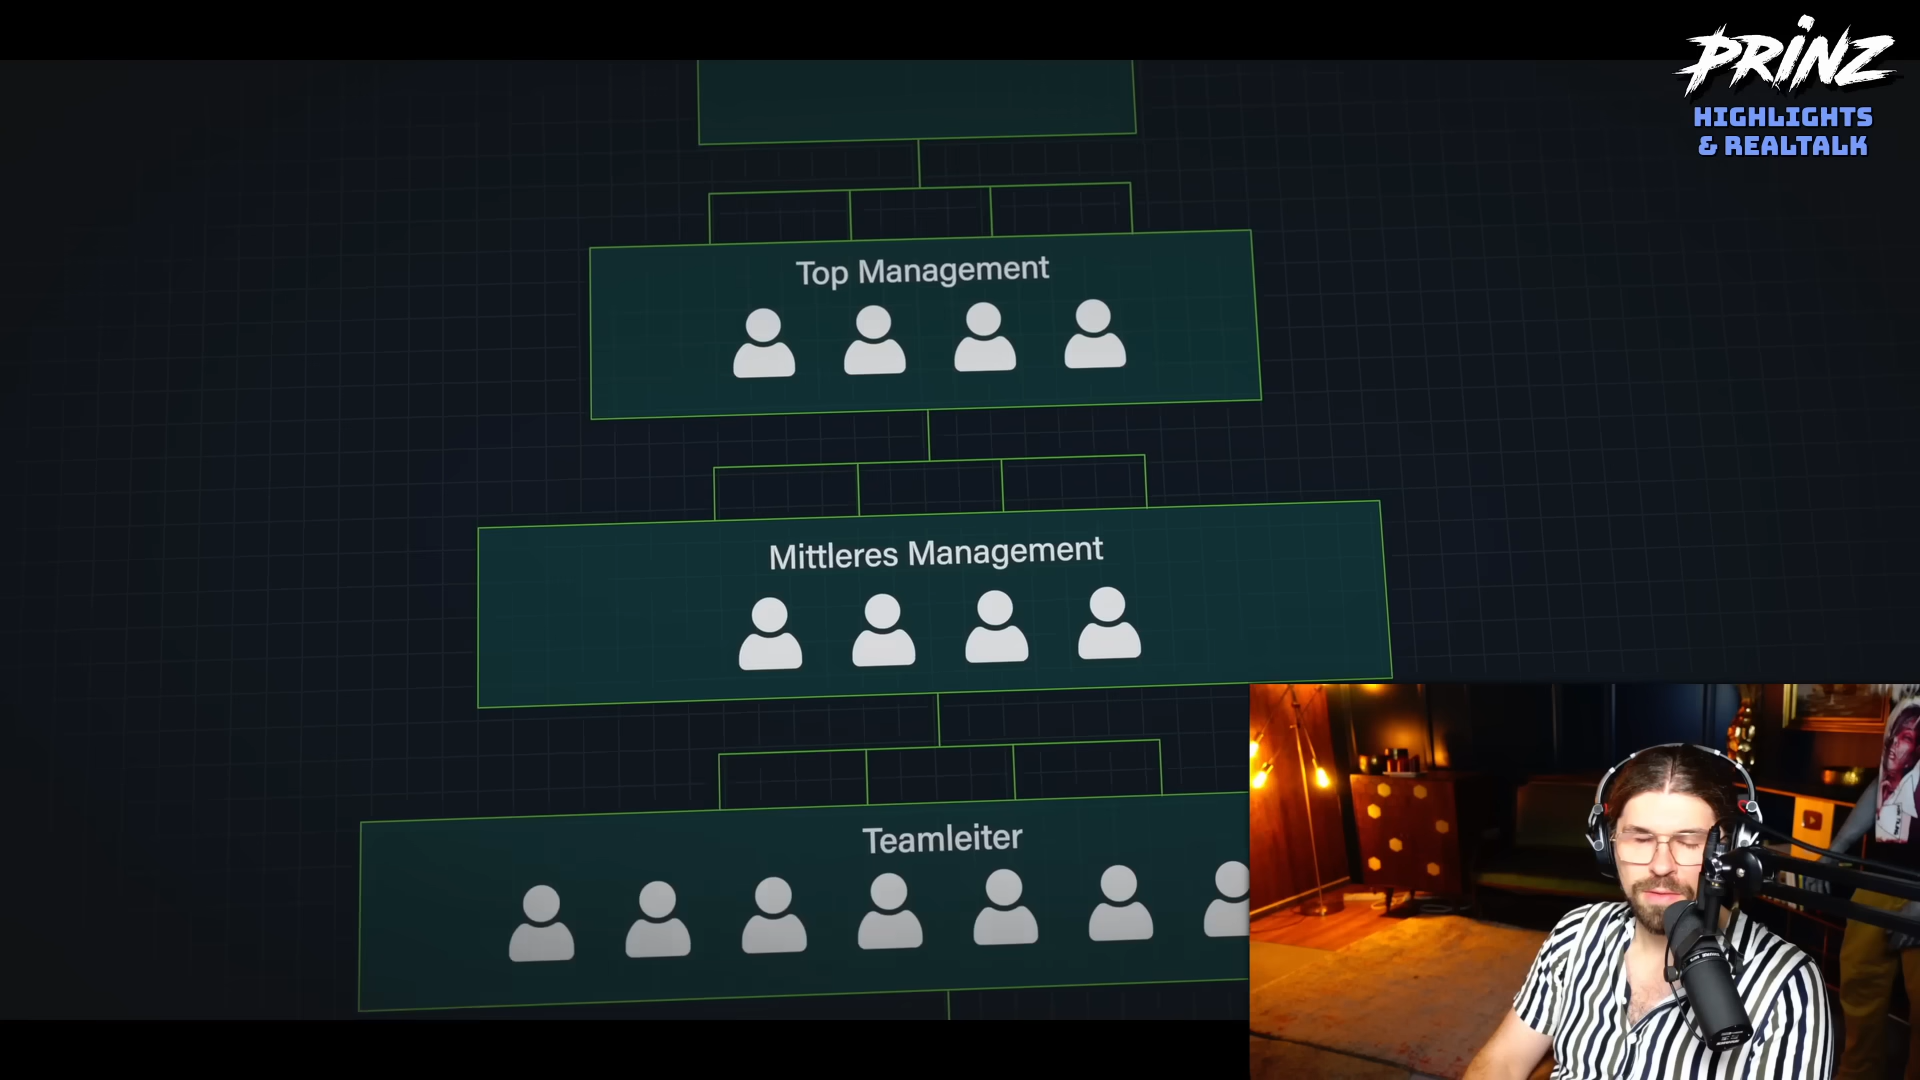 PRINZ
HIGHLIGHTS
& REALTALK
Top Management
Mittleres Management
Teamleiter